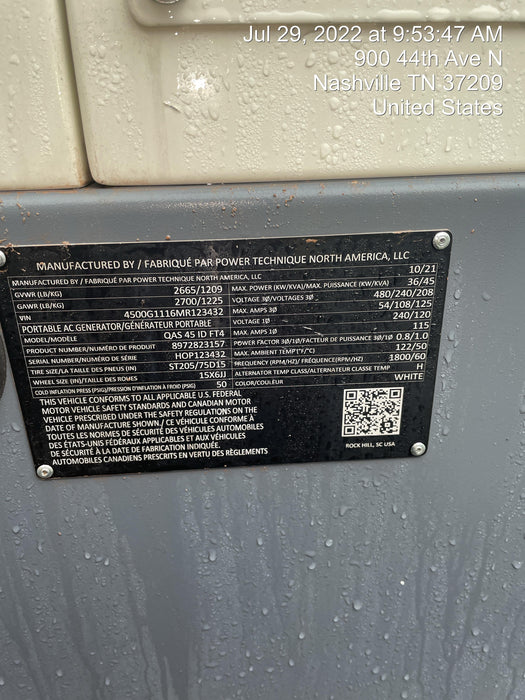 Jul 29, 2022 at 9:53:47 AM
900 44th Ave N
Nashville TN 37209
United States
MANUFACTURED BY / FABRIQUÉ PAR POWER TECHNIQUE NORTH AMERICA, LLC
MANUFACTURED BY / FABRIQUÉ PAR POWER TECHNIQUE NORTH AMERICA, LLC 10/21
GVWR (LB/KG) 2665/1209
GAWR (LB/KG) 2700/1225
VIN 4500G1116MR123432
PORTABLE AC GENERATOR/GÉNÉRATEUR PORTABLE
MODEL/MODÈLE QAS 45 ID FT4
PRODUCT NUMBER/NUMÉRO DE PRODUIT 8972823157
SERIAL NUMBER/NUMÉRO DE SÉRIE HOP123432
TIRE SIZE/LA TAILLE DES PNEUS (IN) ST205/75D15
WHEEL SIZE (IN)/LA TAILLE DES ROUES 15X6JJ
COLD INFLATION PRESS (PSIG)/PRESSION D'INFLATION À FROID (PSIG) 50
MAX. POWER (KW/KVA)/MAX. PUISSANCE (KW/KVA) 36/45
VOLTAGE 3Ø/VOLTAGES 3Ø 480/240/208
MAX. AMPS 3Ø 54/108/125
VOLTAGE 1Ø 240/120
MAX. AMPS 1Ø 115
POWER FACTOR 3Ø/1Ø/FACTEUR DE PUISSANCE 3Ø/1Ø 0.8/1.0
MAX. AMBIENT TEMP(°F/°C) 122/50
FREQUENCY (RPM/HZ)/ FRÉQUENCE(RPM/HZ) 1800/60
ALTERNATOR TEMP CLASS/ALTERNATEUR CLASSE TEMP H
COLOR/COULEUR WHITE
THIS VEHICLE CONFORMS TO ALL APPLICABLE U.S. FEDERAL
MOTOR VEHICLE SAFETY STANDARDS AND CANADIAN MOTOR
VEHICLE PRESCRIBED UNDER THE SAFETY REGULATIONS ON THE
DATE OF MANUFACTURE SHOWN / CE VÉHICULE CONFORME À
TOUTES LES NORMES DE SÉCURITÉ DES VÉHICULES AUTOMOBILES
DES ÉTATS-UNIS FÉDÉRAUX APPLICABLES ET AUX VÉHICULES
DE SÉCURITÉ À LA DATE DE FABRICATION INDIQUÉE.
AUTOMOBILES CANADIENS PRESCRITS EN VERTU DES RÈGLEMENTS
ROCK HILL, SC USA